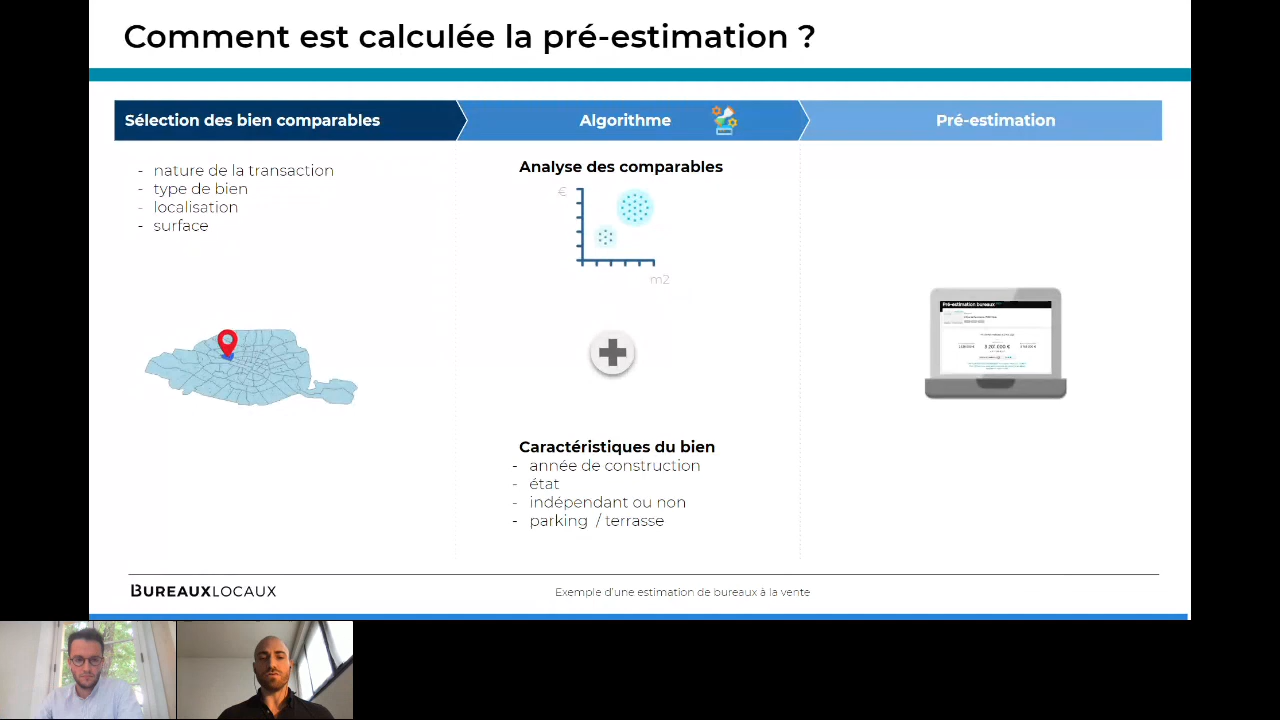 Comment est calculée la pré-estimation ?
Sélection des bien comparables
Algorithme
Pré-estimation
- nature de la transaction
- type de bien
- localisation
- surface
Analyse des comparables
€
m2
Pré-estimation bureaux
Caractéristiques du bien
- année de construction
- état
- indépendant ou non
- parking / terrasse
BUREAUXLOCAUX
Exemple d'une estimation de bureaux à la vente